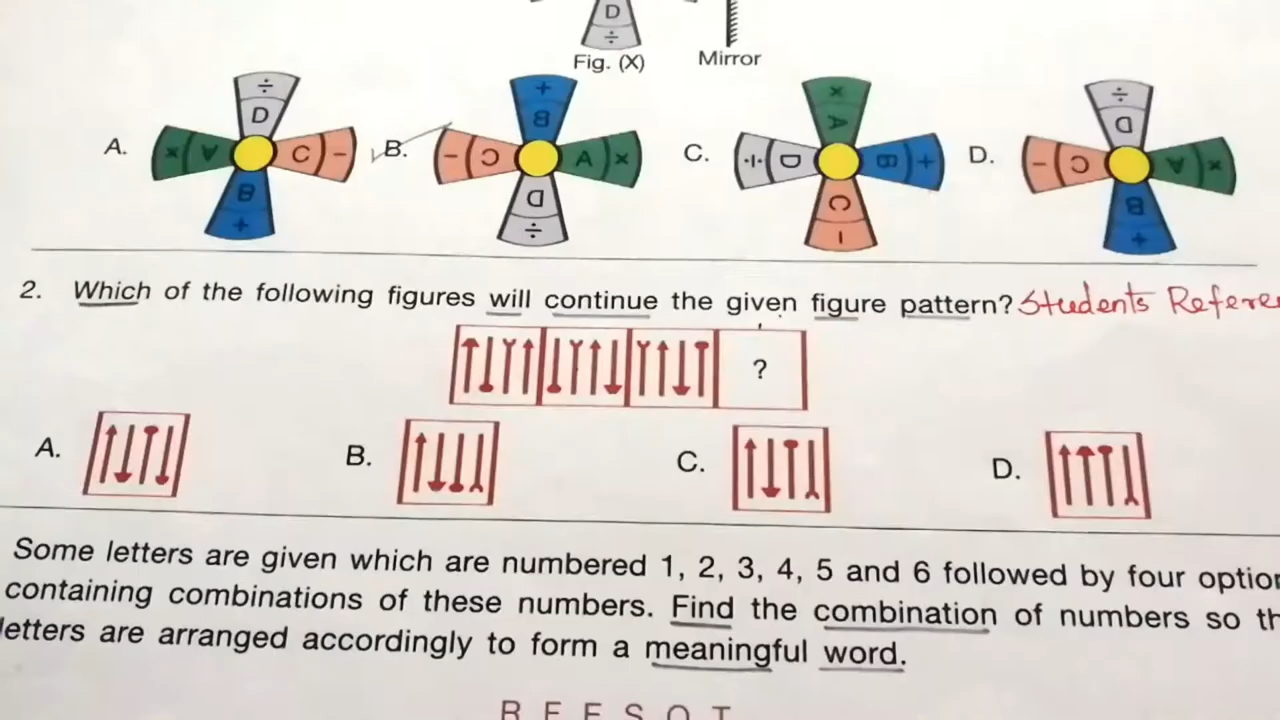 D
÷
Fig. (X) Mirror
A. ÷ D C − B + A × B. + B A × D ÷ C − C. × A B + C − D ÷ D. ÷ D A × B + C −
2. Which of the following figures will continue the given figure pattern? Students Refere
?
A. B. C. D.
Some letters are given which are numbered 1, 2, 3, 4, 5 and 6 followed by four option
containing combinations of these numbers. Find the combination of numbers so th
letters are arranged accordingly to form a meaningful word.
R E F S O T